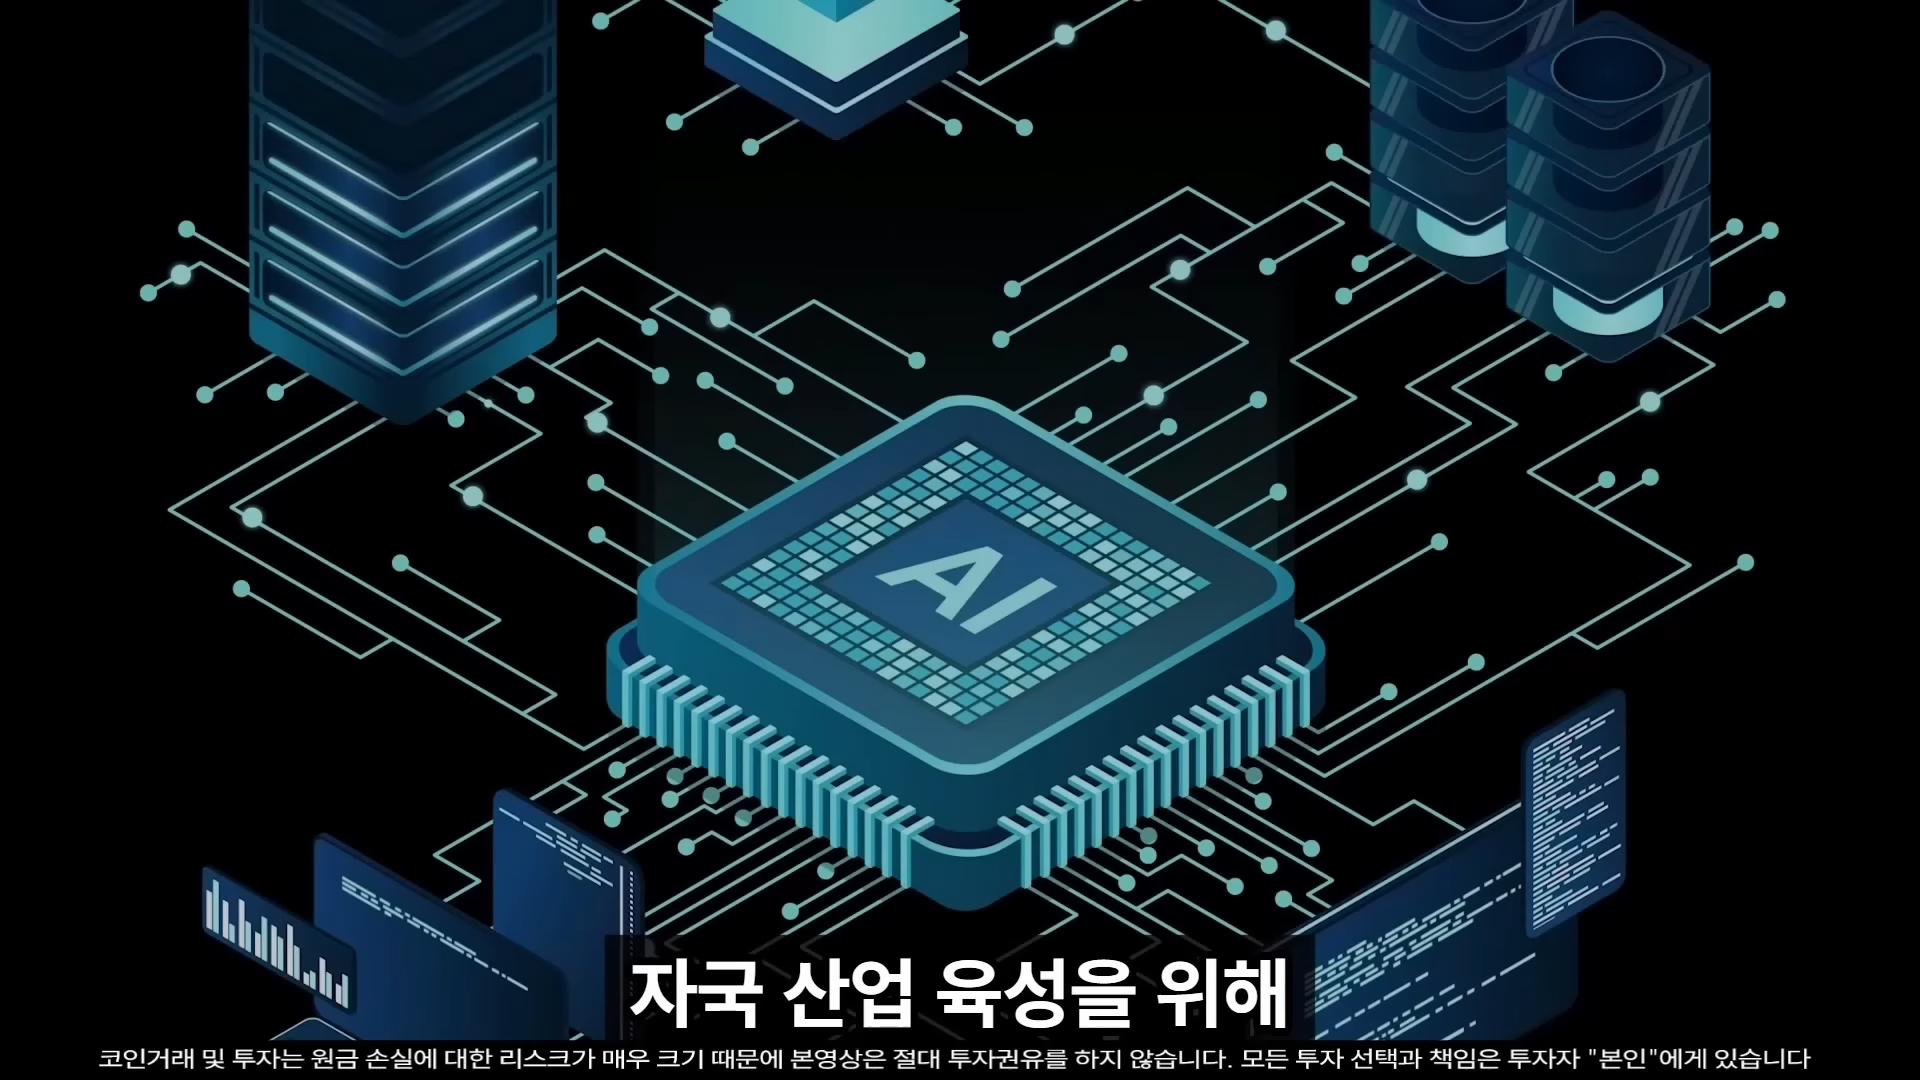 AI
자국 산업 육성을 위해
코인거래 및 투자는 원금 손실에 대한 리스크가 매우 크기 때문에 본영상은 절대 투자권유를 하지 않습니다. 모든 투자 선택과 책임은 투자자 "본인"에게 있습니다